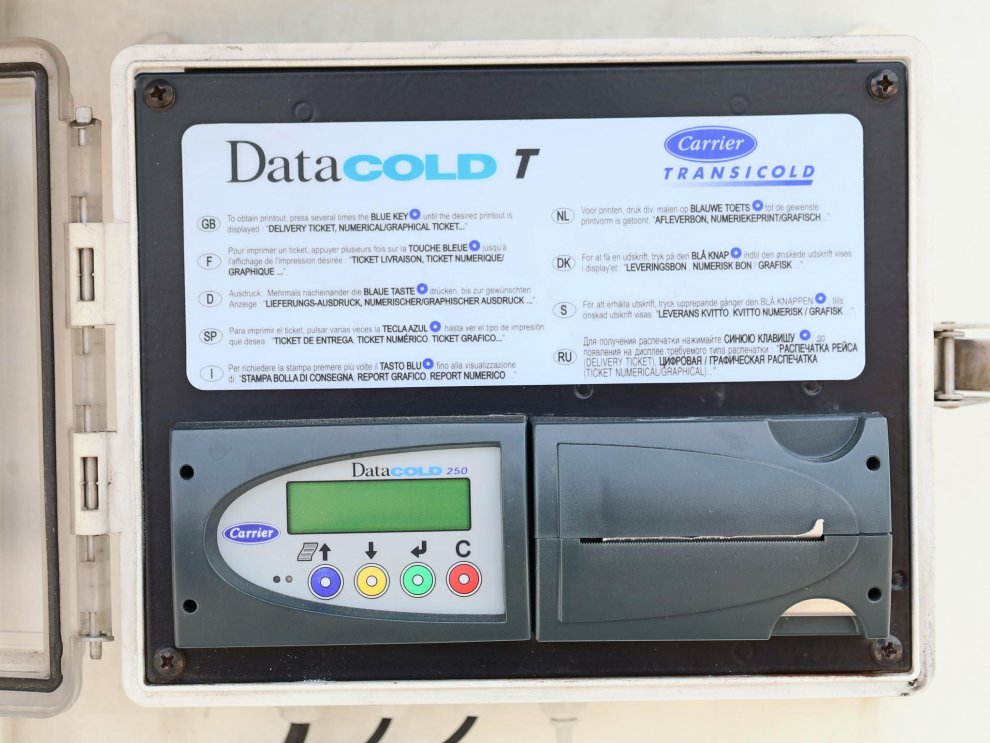 DataCOLD T
Carrier
TRANSICOLD
GB
To obtain printout, press several times the BLUE KEY until the desired printout is
displayed : "DELIVERY TICKET, NUMERICAL/GRAPHICAL TICKET..."
F
Pour imprimer un ticket, appuyer plusieurs fois sur la TOUCHE BLEUE jusqu'à
l'affichage de l'impression désirée : "TICKET LIVRAISON, TICKET NUMERIQUE/
GRAPHIQUE ..."
D
Ausdruck: Mehrmals nacheinander die BLAUE TASTE drücken, bis zur gewünschten
Anzeige : "LIEFERUNGS-AUSDRUCK, NUMERISCHER/GRAPHISCHER AUSDRUCK ..."
SP
Para imprimir el ticket, pulsar varias veces la TECLA AZUL hasta ver el tipo de impresión
que desea : "TICKET DE ENTREGA, TICKET NUMÉRICO, TICKET GRAFICO..."
I
Per richiedere la stampa premere più volte il TASTO BLU fino alla visualizzazione
di: "STAMPA BOLLA DI CONSEGNA, REPORT GRAFICO, REPORT NUMERICO ..."
NL
Voor printen, druk div. malen op BLAUWE TOETS tot de gewenste
printvorm is getoont: "AFLEVERBON, NUMERIEKEPRINT/GRAFISCH ..."
DK
For at få en udskrift, tryk på den BLÅ KNAP indtil den ønskede udskrift vises
i display'et : "LEVERINGSBON , NUMERISK BON / GRAFISK ..."
S
För att erhålla utskrift, tryck upprepande gånger den BLÅ KNAPPEN , tills
önskad utskrift visas: "LEVERANS KVITTO, KVITTO NUMERISK / GRAFISK ..."
RU
Для получения распечатки нажимайте СИНЮЮ КЛАВИШУ до
появления на дисплее требуемого типа распечатки : "РАСПЕЧАТКА РЕЙСА
(DELIVERY TICKET), ЦИФРОВАЯ / ГРАФИЧЕСКАЯ РАСПЕЧАТКА
(TICKET NUMERICAL/GRAPHICAL)...".
DataCOLD 250
Carrier
C